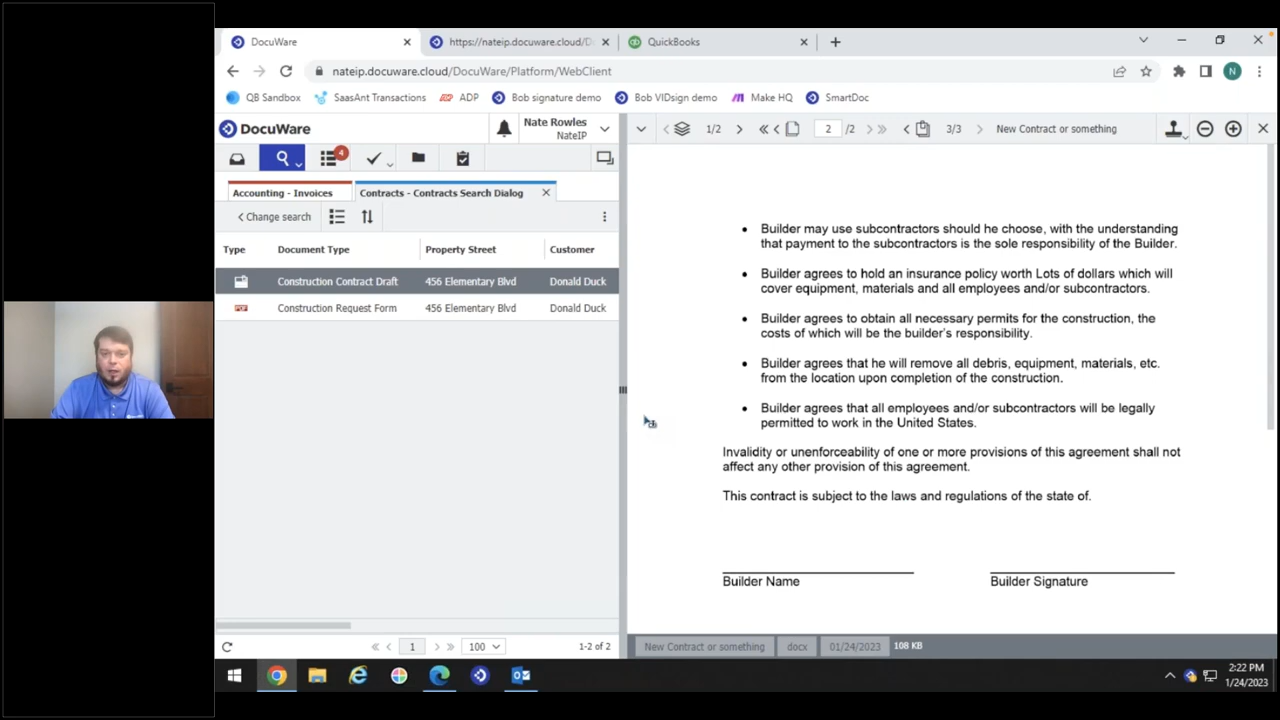 DocuWare
https://nateip.docuware.cloud/D
QuickBooks
nateip.docuware.cloud/DocuWare/Platform/WebClient
N
QB Sandbox
SaasAnt Transactions
ADP
Bob signature demo
Bob VIDsign demo
Make HQ
SmartDoc
DocuWare
Nate Rowles
NateIP
1/2
2
/2
3/3
New Contract or something
4
Accounting - Invoices
Contracts - Contracts Search Dialog
Change search
Type Document Type Property Street Customer
Construction Contract Draft 456 Elementary Blvd Donald Duck
PDF Construction Request Form 456 Elementary Blvd Donald Duck
• Builder may use subcontractors should he choose, with the understanding
that payment to the subcontractors is the sole responsibility of the Builder.
• Builder agrees to hold an insurance policy worth Lots of dollars which will
cover equipment, materials and all employees and/or subcontractors.
• Builder agrees to obtain all necessary permits for the construction, the
costs of which will be the builder's responsibility.
• Builder agrees that he will remove all debris, equipment, materials, etc.
from the location upon completion of the construction.
• Builder agrees that all employees and/or subcontractors will be legally
permitted to work in the United States.
Invalidity or unenforceability of one or more provisions of this agreement shall not
affect any other provision of this agreement.
This contract is subject to the laws and regulations of the state of.
Builder Name Builder Signature
1
100
1-2 of 2
New Contract or something docx 01/24/2023 108 KB
2:22 PM
1/24/2023